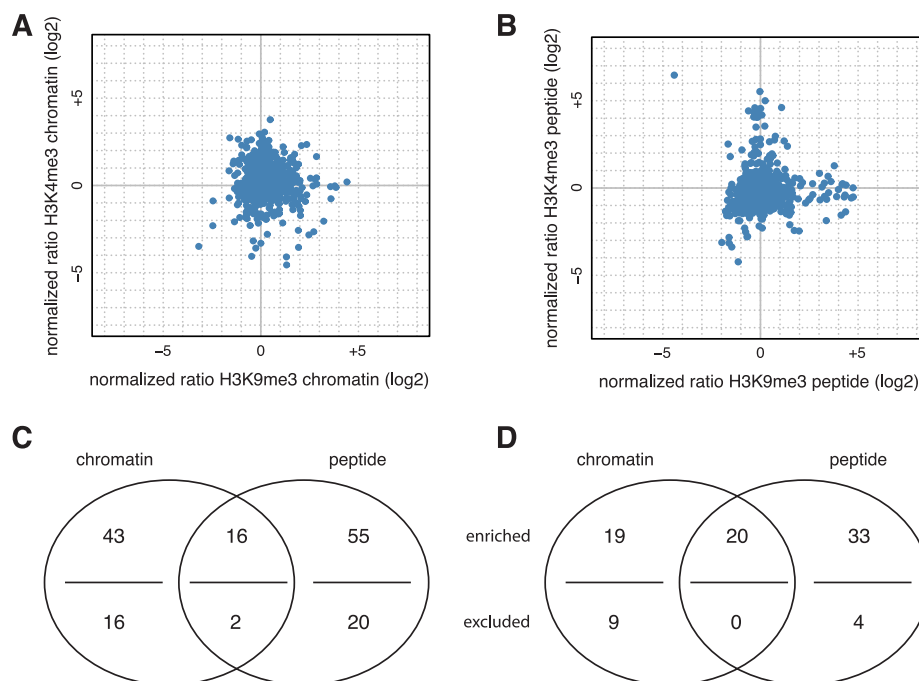 A
normalized ratio H3K4me3 chromatin (log2)
+5
0
−5
−5
0
+5
normalized ratio H3K9me3 chromatin (log2)
B
normalized ratio H3K4me3 peptide (log2)
+5
0
−5
−5
0
+5
normalized ratio H3K9me3 peptide (log2)
C
chromatin
peptide
43
16
55
16
2
20
enriched
excluded
D
chromatin
peptide
19
20
33
9
0
4